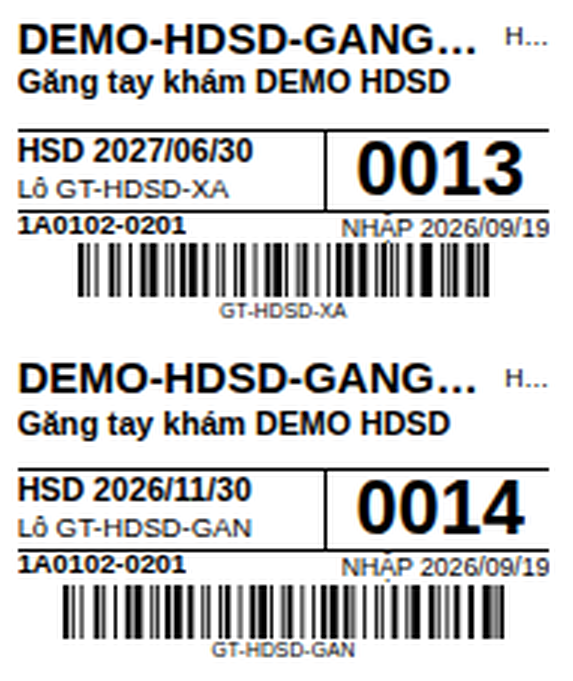 DEMO-HDSD-GANG... H...
Găng tay khám DEMO HDSD
HSD 2027/06/30
Lô GT-HDSD-XA
0013
1A0102-0201 NHẬP 2026/09/19
GT-HDSD-XA
DEMO-HDSD-GANG... H...
Găng tay khám DEMO HDSD
HSD 2026/11/30
Lô GT-HDSD-GAN
0014
1A0102-0201 NHẬP 2026/09/19
GT-HDSD-GAN